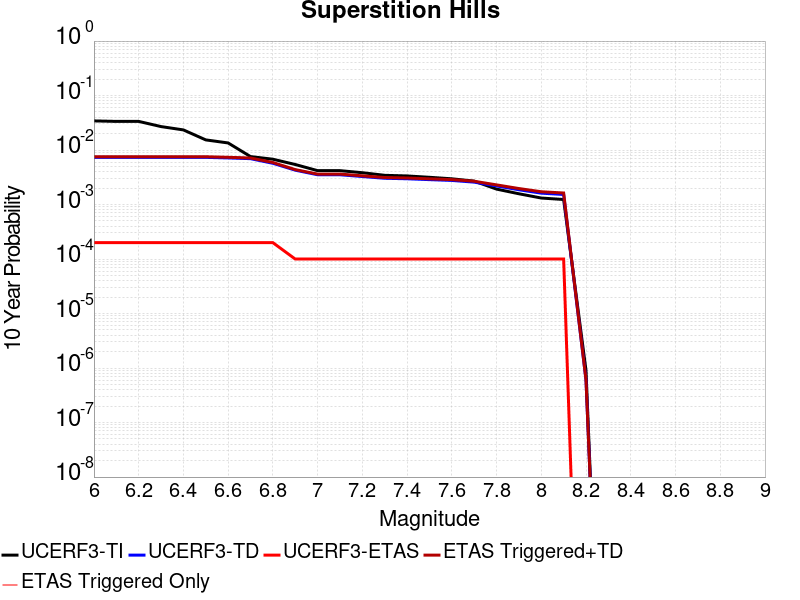 Superstition Hills
10^0
10^-1
10^-2
10^-3
10^-4
10^-5
10^-6
10^-7
10^-8
10 Year Probability
6 6.2 6.4 6.6 6.8 7 7.2 7.4 7.6 7.8 8 8.2 8.4 8.6 8.8 9
Magnitude
UCERF3-TI UCERF3-TD UCERF3-ETAS ETAS Triggered+TD
ETAS Triggered Only